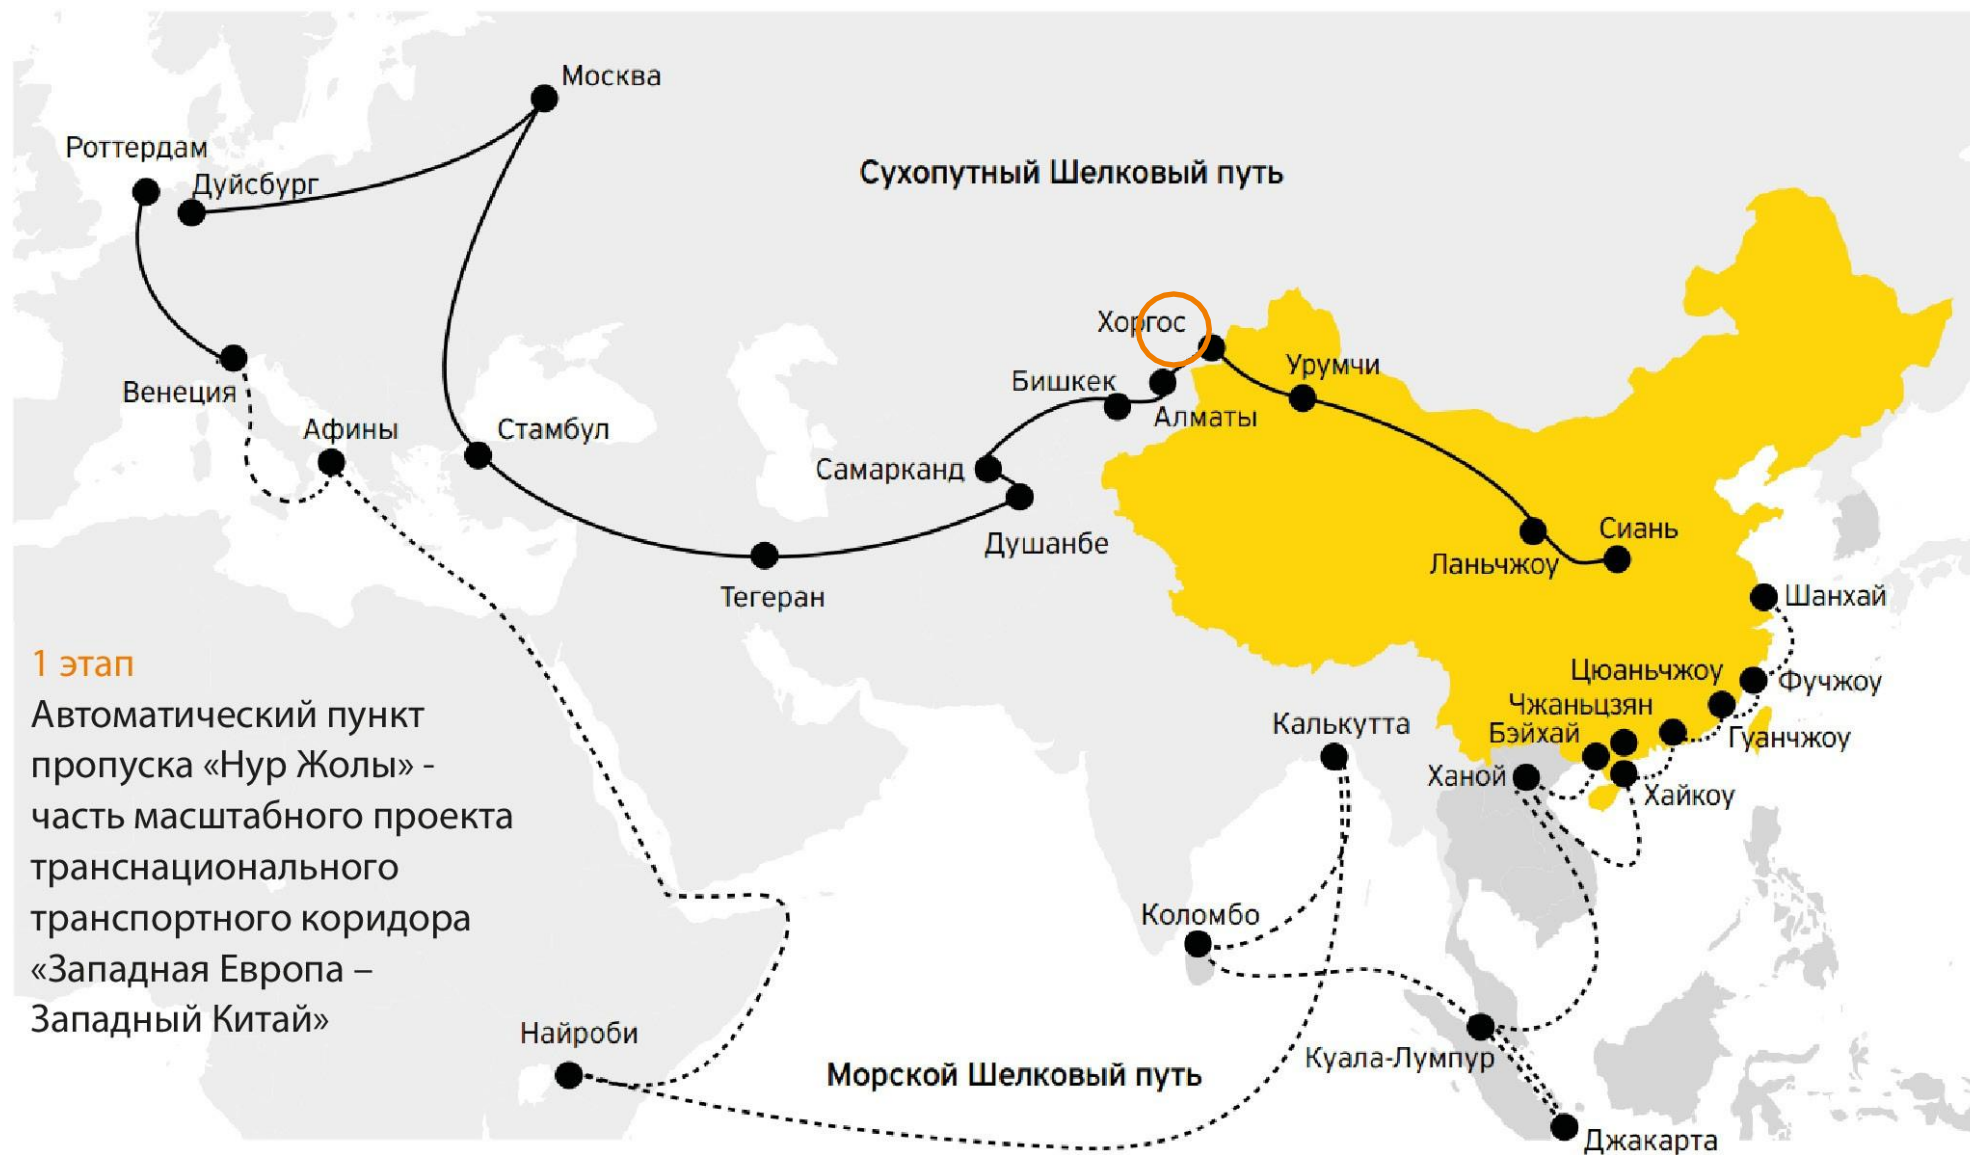 Москва
Роттердам
Дуйсбург
Сухопутный Шелковый путь
Хоргос
Урумчи
Бишкек
Алматы
Венеция
Афины
Стамбул
Самарканд
Душанбе
Сиань
Ланьчжоу
Тегеран
Шанхай
1 этап
Автоматический пункт
пропуска «Нур Жолы» -
часть масштабного проекта
транснационального
транспортного коридора
«Западная Европа –
Западный Китай»
Цюаньчжоу
Фучжоу
Чжаньцзян
Калькутта
Бэйхай
Гуанчжоу
Ханой
Хайкоу
Коломбо
Найроби
Куала-Лумпур
Морской Шелковый путь
Джакарта